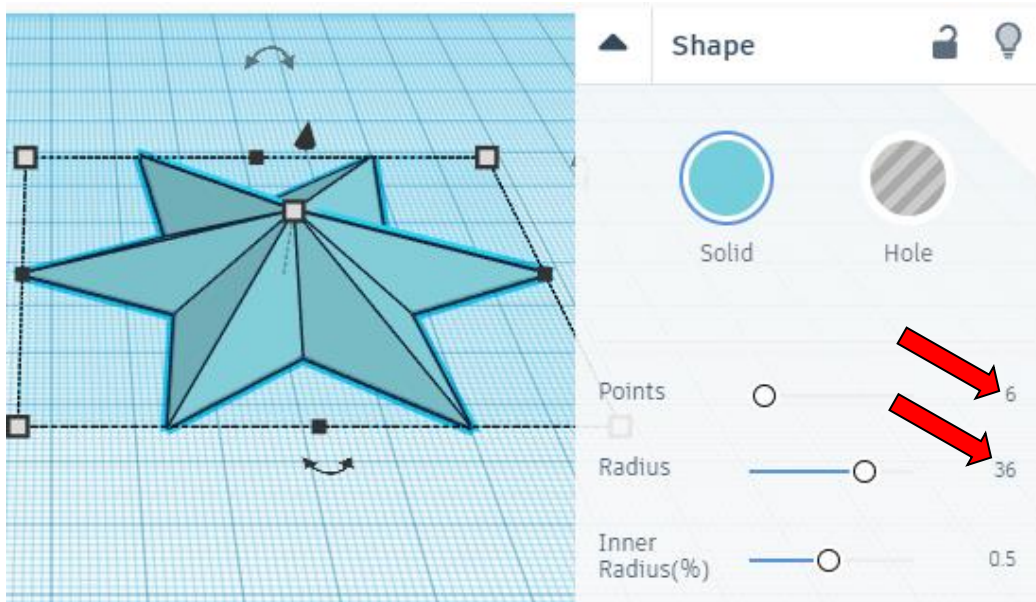 Shape
Solid
Hole
Points 6
Radius 36
Inner
Radius(%) 0.5